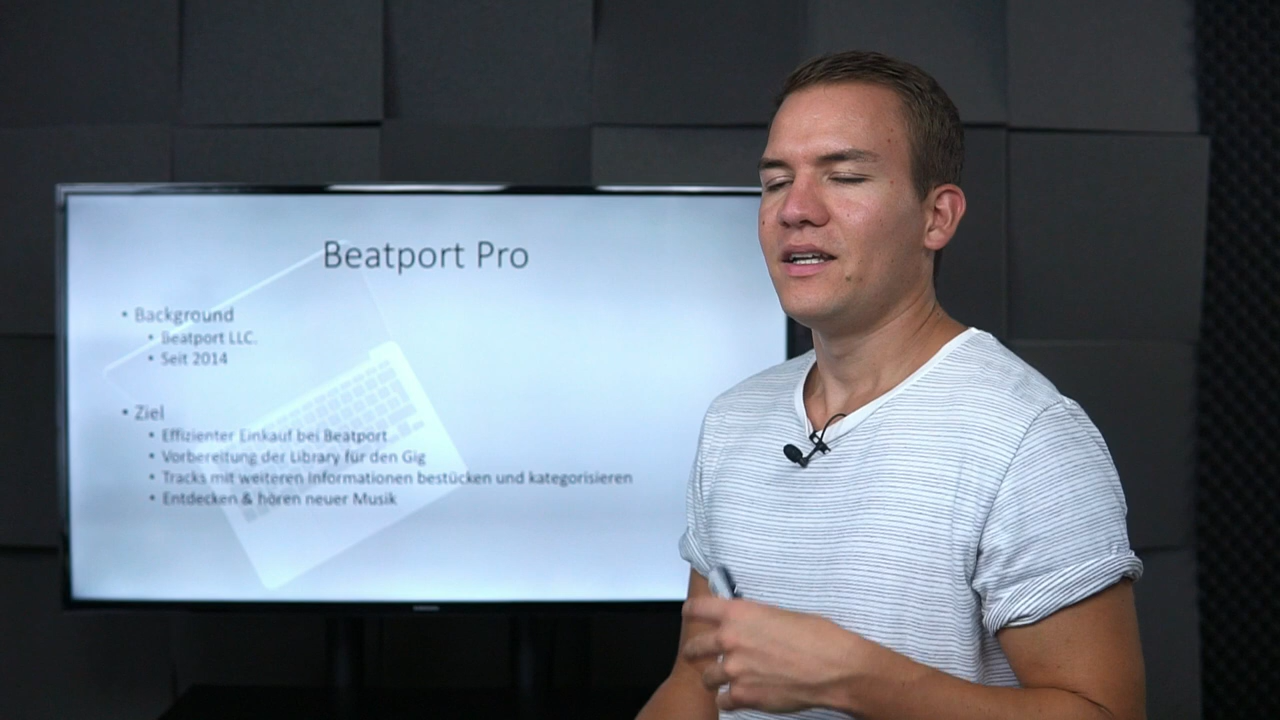 Beatport Pro
• Background
• Beatport LLC.
• Seit 2014
• Ziel
• Effizienter Einkauf bei Beatport
• Vorbereitung der Library für den Gig
• Tracks mit weiteren Informationen bestücken und kategorisieren
• Entdecken & hören neuer Musik